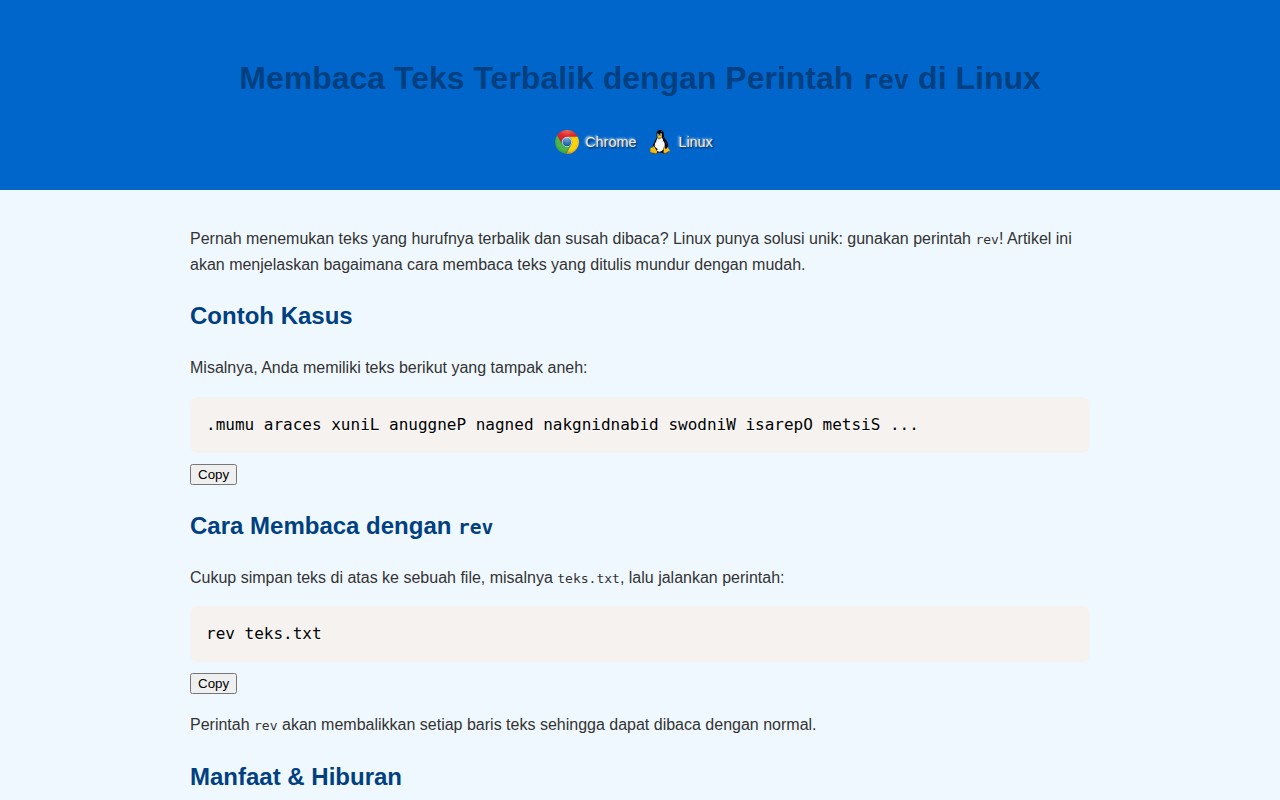 Membaca Teks Terbalik dengan Perintah rev di Linux
Chrome Linux
Pernah menemukan teks yang hurufnya terbalik dan susah dibaca? Linux punya solusi unik: gunakan perintah rev! Artikel ini
akan menjelaskan bagaimana cara membaca teks yang ditulis mundur dengan mudah.
Contoh Kasus
Misalnya, Anda memiliki teks berikut yang tampak aneh:
.mumu araces xuniL anuggneP nagned nakgnidnabid swodniW isarepO metsiS ...
Copy
Cara Membaca dengan rev
Cukup simpan teks di atas ke sebuah file, misalnya teks.txt, lalu jalankan perintah:
rev teks.txt
Copy
Perintah rev akan membalikkan setiap baris teks sehingga dapat dibaca dengan normal.
Manfaat & Hiburan